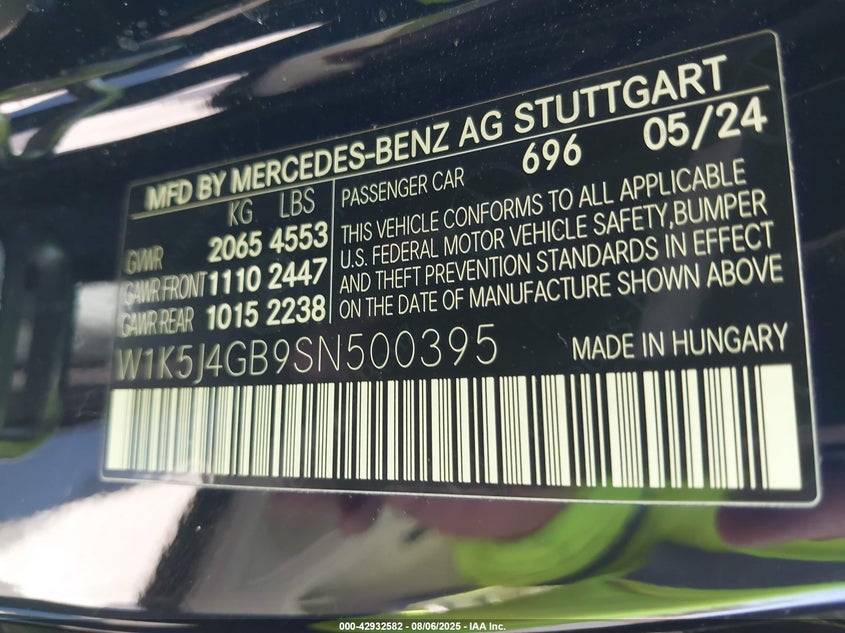 MFD BY MERCEDES-BENZ AG STUTTGART
KG LBS
GVWR 2065 4553
GAWR FRONT 1110 2447
GAWR REAR 1015 2238
PASSENGER CAR 696 05/24
THIS VEHICLE CONFORMS TO ALL APPLICABLE
U.S. FEDERAL MOTOR VEHICLE SAFETY,BUMPER
AND THEFT PREVENTION STANDARDS IN EFFECT
ON THE DATE OF MANUFACTURE SHOWN ABOVE
W1K5J4GB9SN500395 MADE IN HUNGARY
000-42932582 - 08/06/2025 - IAA Inc.